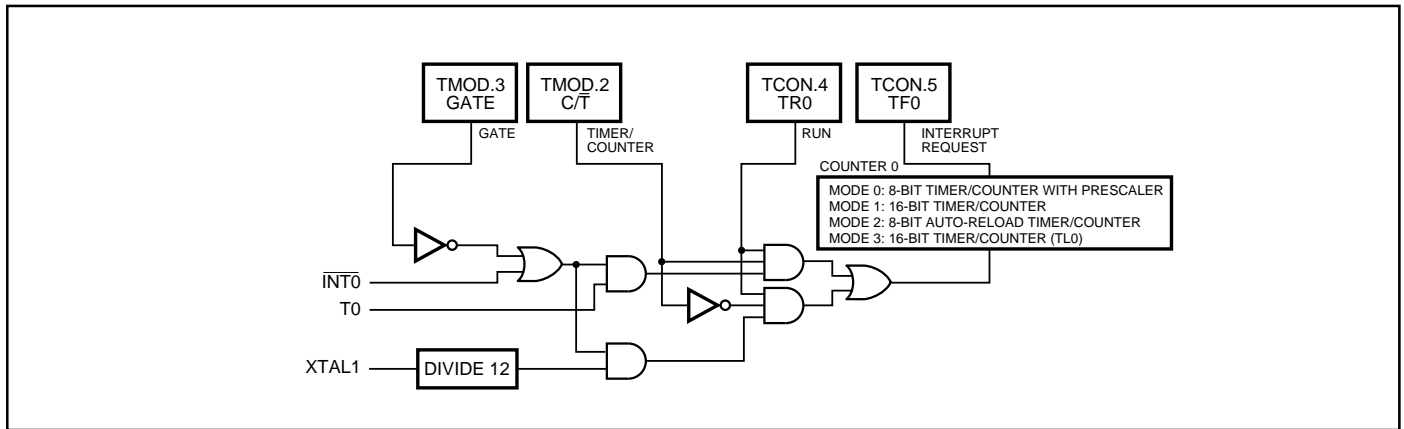 TMOD.3
GATE
TMOD.2
C/T̅
TCON.4
TR0
TCON.5
TF0
GATE
TIMER/
COUNTER
RUN
INTERRUPT
REQUEST
COUNTER 0
MODE 0: 8-BIT TIMER/COUNTER WITH PRESCALER
MODE 1: 16-BIT TIMER/COUNTER
MODE 2: 8-BIT AUTO-RELOAD TIMER/COUNTER
MODE 3: 16-BIT TIMER/COUNTER (TL0)
I̅N̅T̅0̅
T0
XTAL1
DIVIDE 12